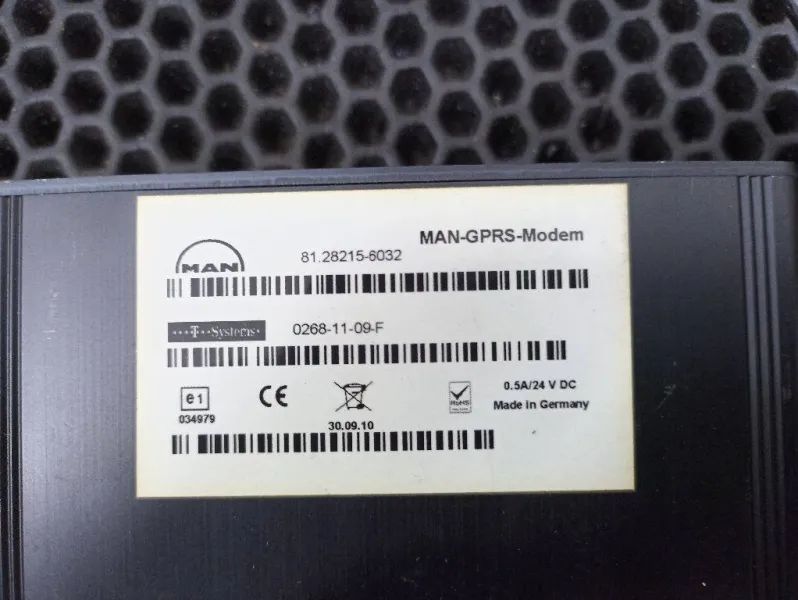 MAN
81.28215-6032
MAN-GPRS-Modem
···T··Systems·
0268-11-09-F
e1
034979
CE
30.09.10
RoHS
0.5A/24 V DC
Made in Germany